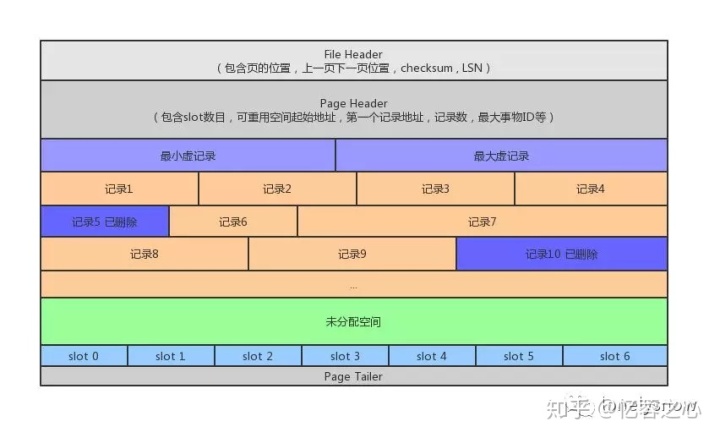 File Header
（包含页的位置，上一页下一页位置，checksum , LSN）
Page Header
（包含slot数目，可重用空间起始地址，第一个记录地址，记录数，最大事物ID等）
最小虚记录 最大虚记录
记录1 记录2 记录3 记录4
记录5 已删除 记录6 记录7
记录8 记录9 记录10 已删除
...
未分配空间
slot 0 slot 1 slot 2 slot 3 slot 4 slot 5 slot 6
Page Tailer
知乎 @忆客之心